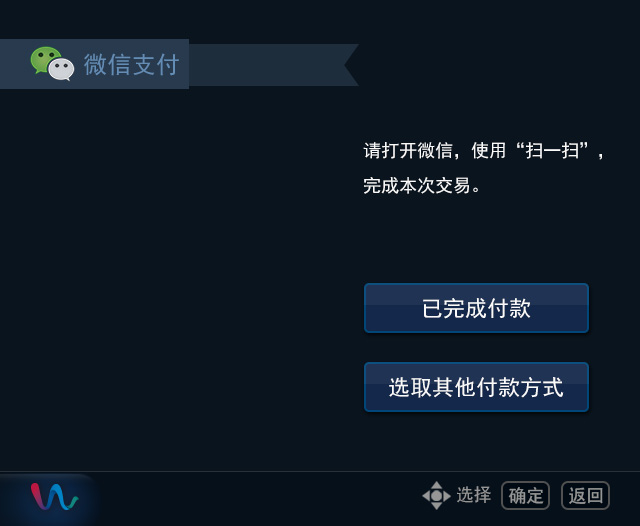 微信支付
请打开微信，使用“扫一扫”，
完成本次交易。
已完成付款
选取其他付款方式
选择 确定 返回